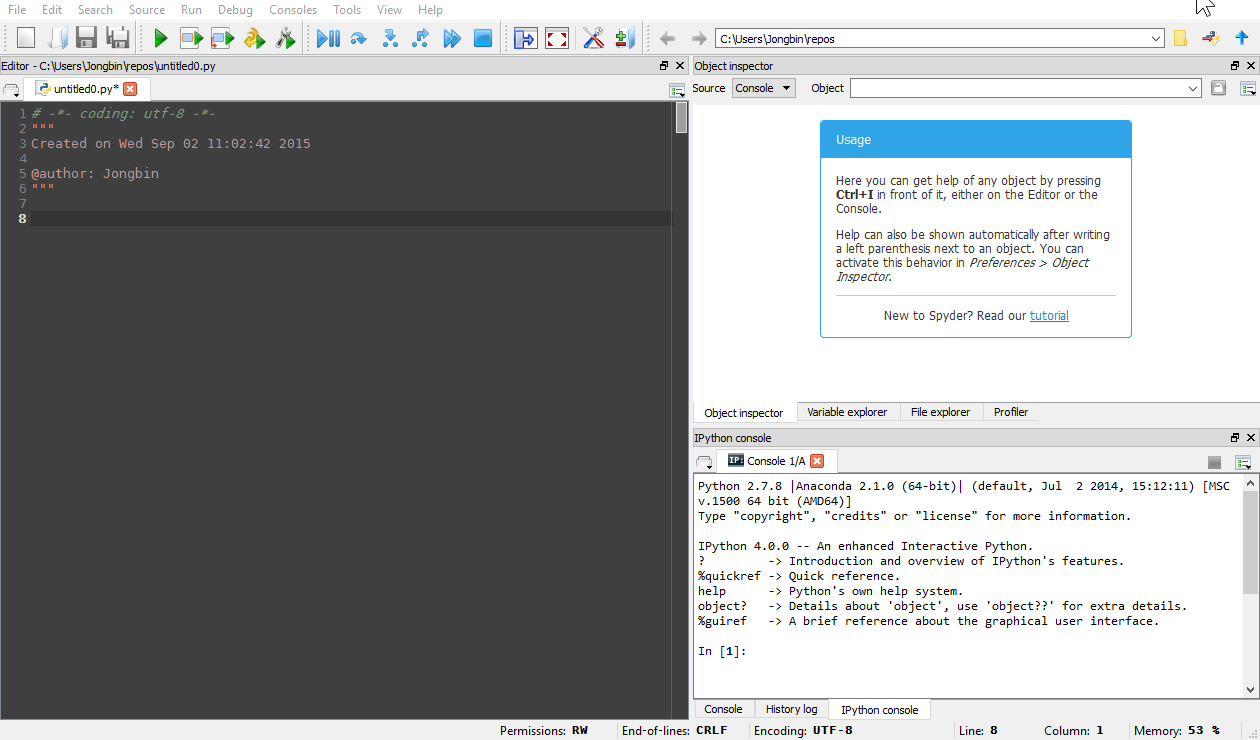 File Edit Search Source Run Debug Consoles Tools View Help
C:\Users\Jongbin\repos
Editor - C:\Users\Jongbin\repos\untitled0.py
untitled0.py*
1 # -*- coding: utf-8 -*-
2 """
3 Created on Wed Sep 02 11:02:42 2015
4
5 @author: Jongbin
6 """
7
8
Object inspector
Source Console Object
Usage
Here you can get help of any object by pressing
Ctrl+I in front of it, either on the Editor or the
Console.
Help can also be shown automatically after writing
a left parenthesis next to an object. You can
activate this behavior in Preferences > Object
Inspector.
New to Spyder? Read our tutorial
Object inspector Variable explorer File explorer Profiler
IPython console
IP: Console 1/A
Python 2.7.8 |Anaconda 2.1.0 (64-bit)| (default, Jul  2 2014, 15:12:11) [MSC
v.1500 64 bit (AMD64)]
Type "copyright", "credits" or "license" for more information.
IPython 4.0.0 -- An enhanced Interactive Python.
?         -> Introduction and overview of IPython's features.
%quickref -> Quick reference.
help      -> Python's own help system.
object?   -> Details about 'object', use 'object??' for extra details.
%guiref   -> A brief reference about the graphical user interface.
In [1]:
Console History log IPython console
Permissions: RW End-of-lines: CRLF Encoding: UTF-8 Line: 8 Column: 1 Memory: 53 %